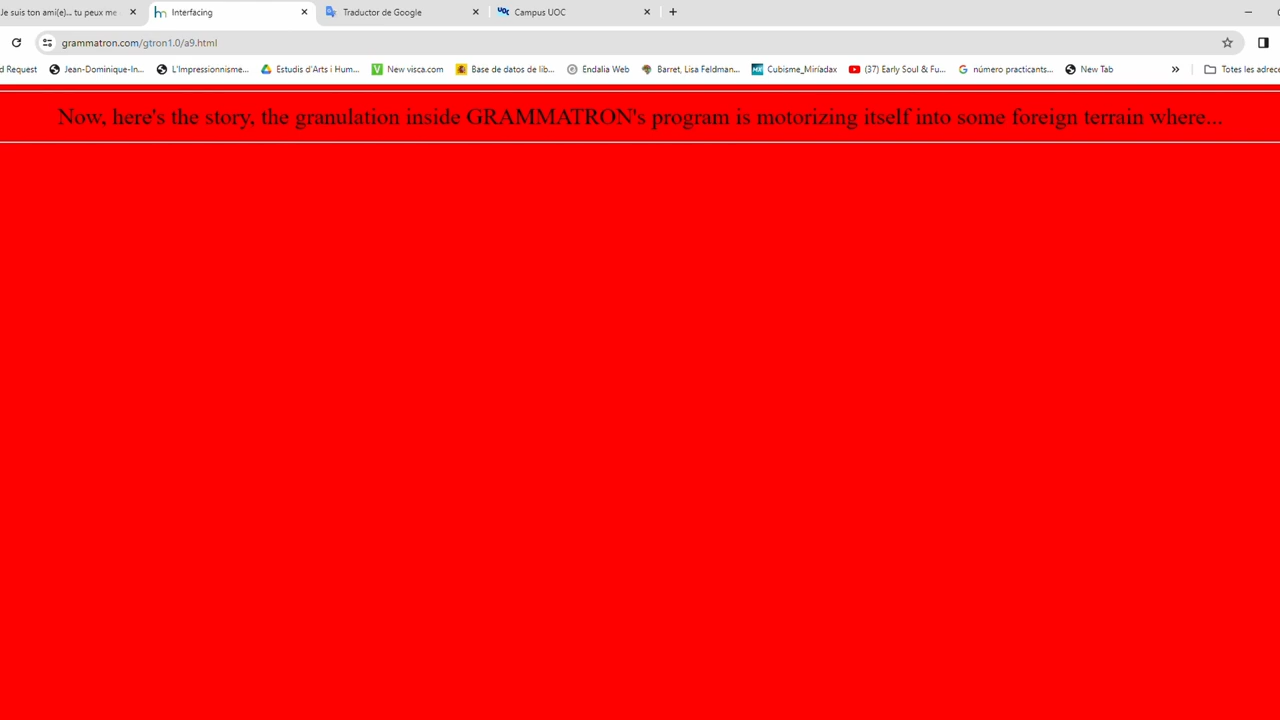 Je suis ton ami(e)... tu peux me
Interfacing
Traductor de Google
UOC Campus UOC
grammatron.com/gtron1.0/a9.html
d Request
Jean-Dominique-In...
L'Impressionnisme...
Estudis d'Arts i Hum...
V New visca.com
Base de datos de lib...
Endalia Web
Barret, Lisa Feldman...
Cubisme_Miríadax
(37) Early Soul & Fu...
G número practicants...
New Tab
»
Totes les adrece
Now, here's the story, the granulation inside GRAMMATRON's program is motorizing itself into some foreign terrain where...